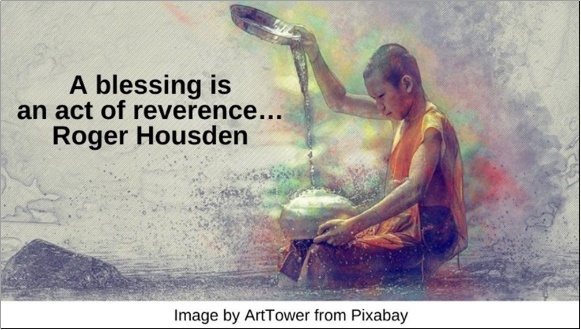 A blessing is
an act of reverence…
Roger Housden
Image by ArtTower from Pixabay